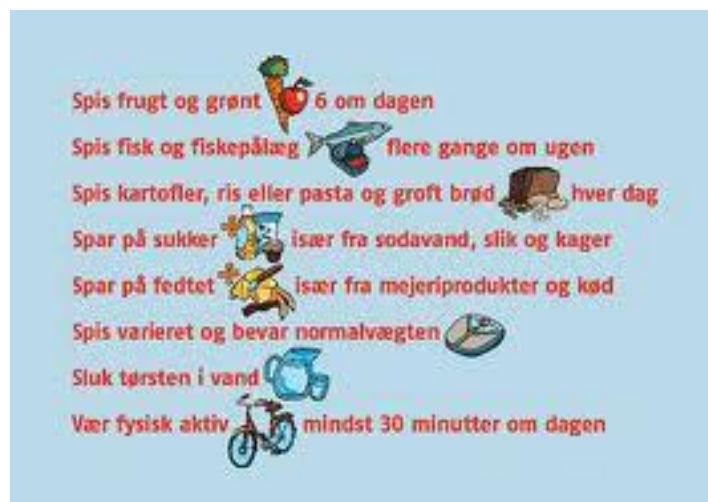 Spis frugt og grønt 6 om dagen
Spis fisk og fiskepålæg flere gange om ugen
Spis kartofler, ris eller pasta og groft brød hver dag
Spar på sukker især fra sodavand, slik og kager
Spar på fedtet især fra mejeriprodukter og kød
Spis varieret og bevar normalvægten
Sluk tørsten i vand
Vær fysisk aktiv mindst 30 minutter om dagen